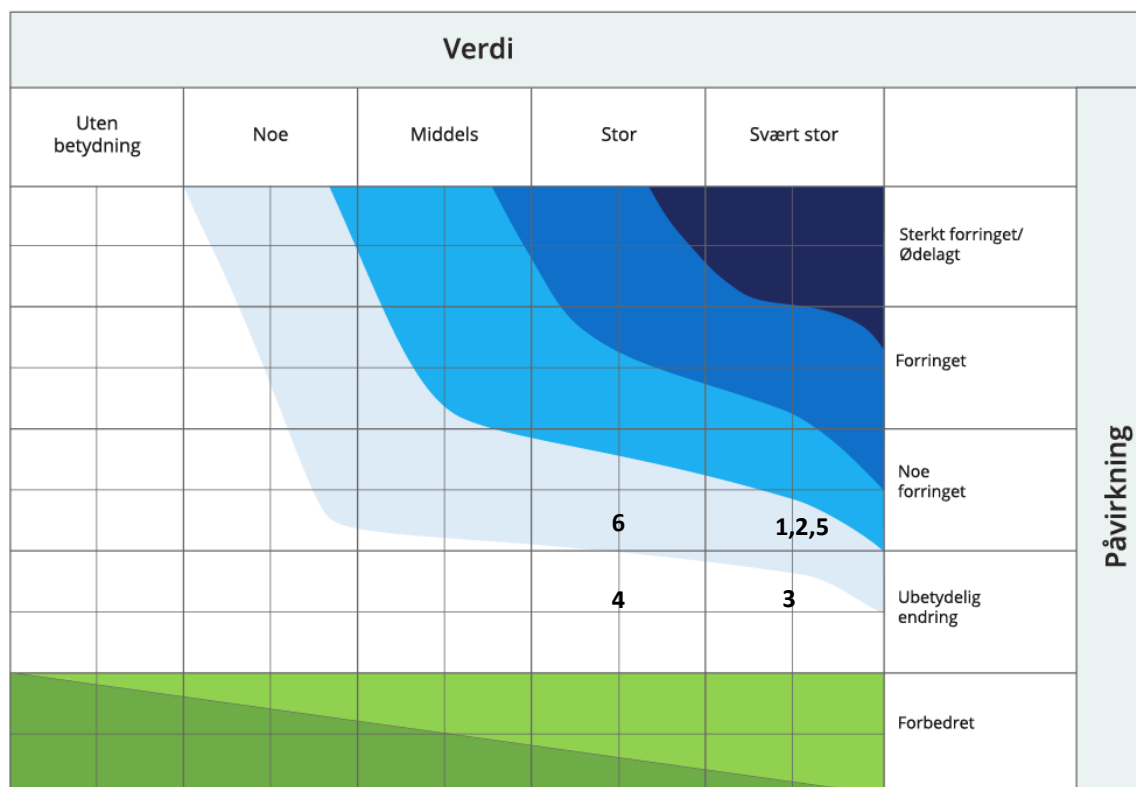 Verdi
Uten
betydning
Noe
Middels
Stor
Svært stor
Sterkt forringet/
Ødelagt
Forringet
Noe
forringet
6
1,2,5
4
3
Ubetydelig
endring
Forbedret
Påvirkning